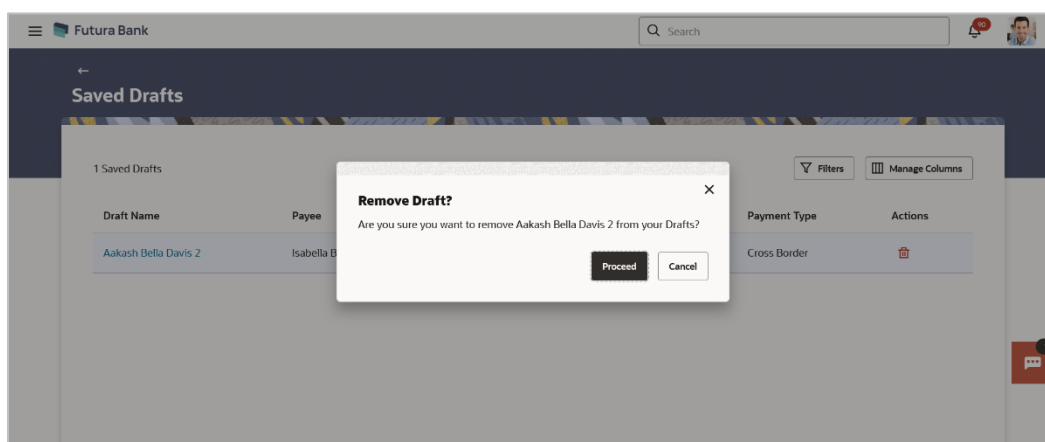 Futura Bank
Search
90
Saved Drafts
1 Saved Drafts
Filters
Manage Columns
Remove Draft?
Are you sure you want to remove Aakash Bella Davis 2 from your Drafts?
Proceed
Cancel
Draft Name Payee Payment Type Actions
Aakash Bella Davis 2 Isabella Cross Border